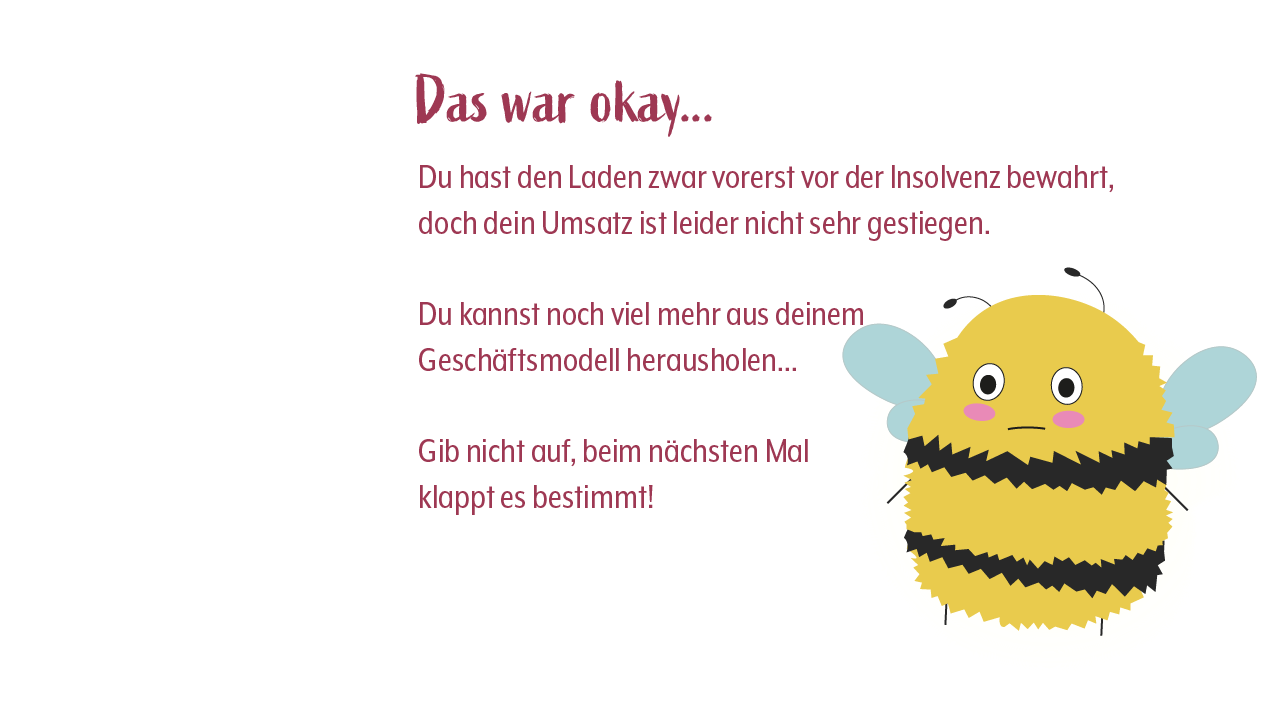 Das war okay...
Du hast den Laden zwar vorerst vor der Insolvenz bewahrt,
doch dein Umsatz ist leider nicht sehr gestiegen.
Du kannst noch viel mehr aus deinem
Geschäftsmodell herausholen...
Gib nicht auf, beim nächsten Mal
klappt es bestimmt!